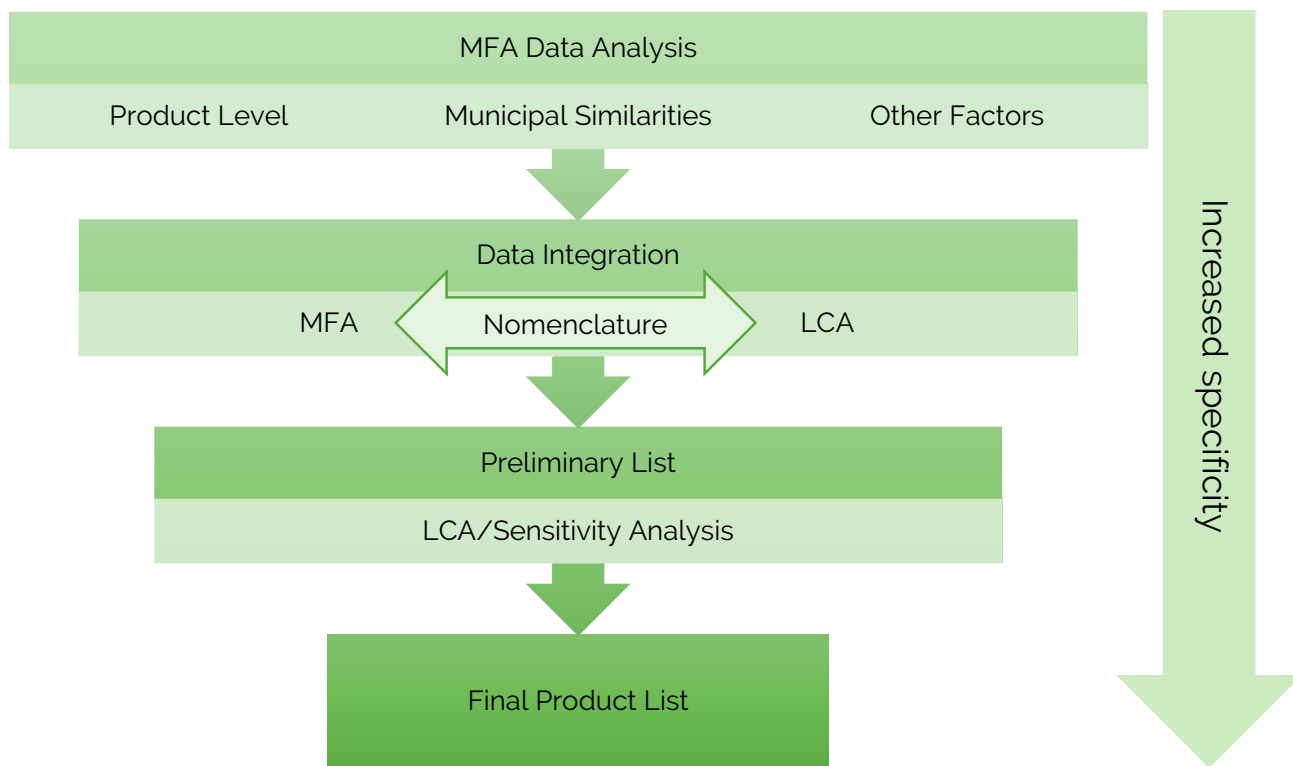 MFA Data Analysis
Product Level Municipal Similarities Other Factors
Data Integration
MFA Nomenclature LCA
Preliminary List
LCA/Sensitivity Analysis
Final Product List
Increased specificity